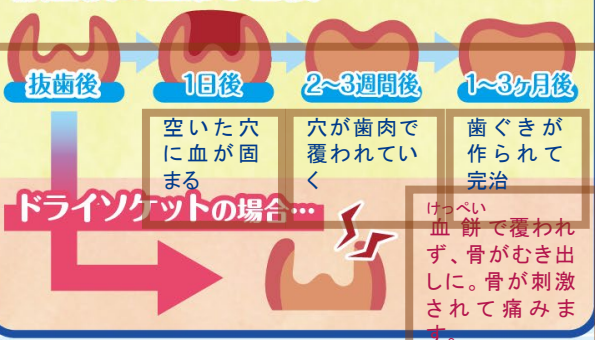 抜歯後
1日後
2~3週間後
1~3ヶ月後
空いた穴
に血が固
まる
穴が歯肉で
覆われてい
く
歯ぐきが
作られて
完治
ドライソケットの場合…
けっぺい
血餅で覆われ
ず、骨がむき出
しに。骨が刺激
されて痛みま
す。